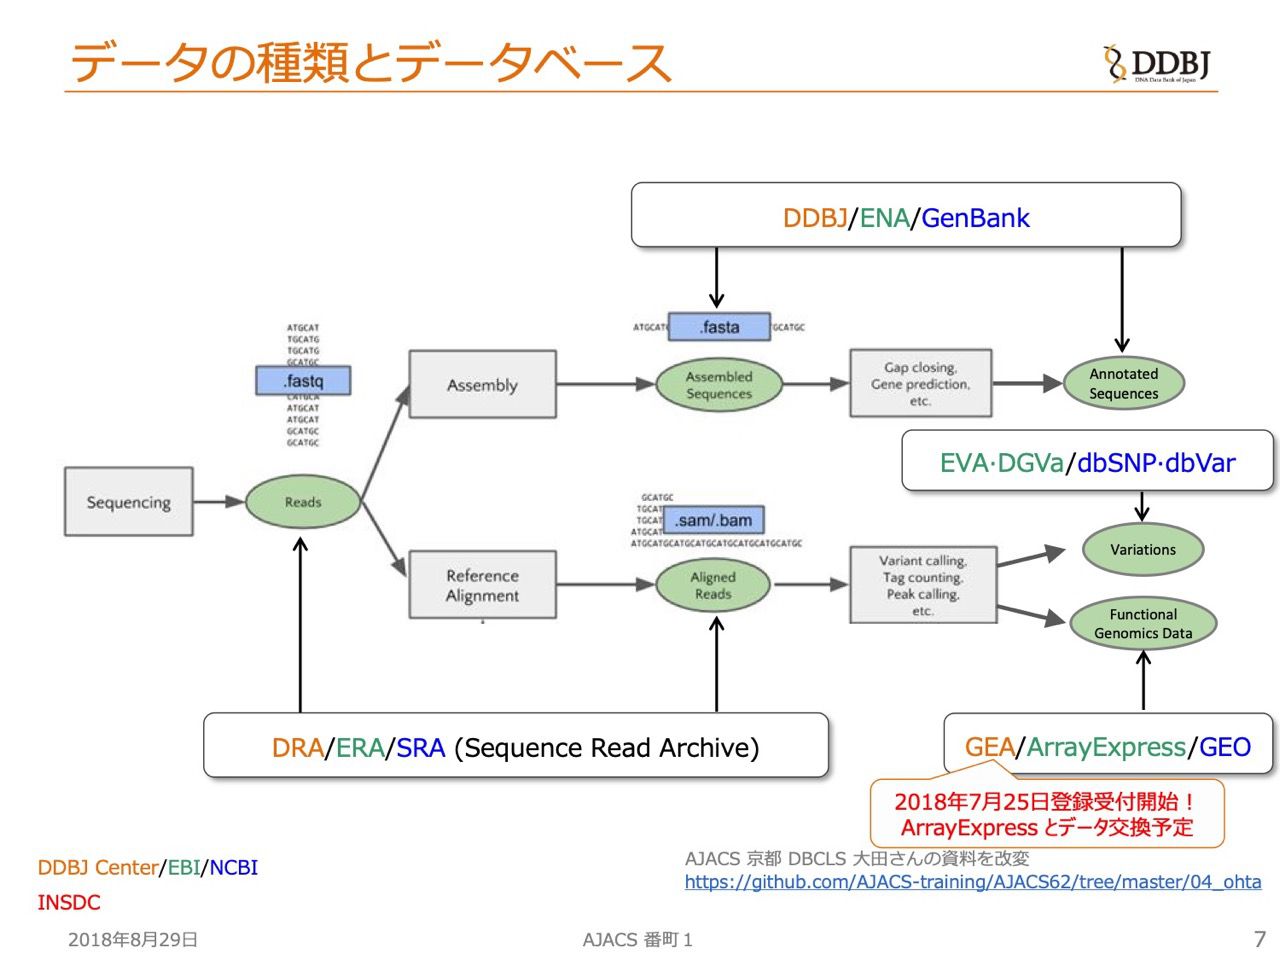 データの種類とデータベース
DDBJ
DNA Data Bank of Japan
DDBJ/ENA/GenBank
ATGCAT
TGCATG
TGCATG
GCATGC
.fastq
CATGCA
ATGCAT
ATGCAT
GCATGC
GCATGC
Assembly
ATGCAT
.fasta
GCATGC
Assembled
Sequences
Gap closing,
Gene prediction,
etc.
Annotated
Sequences
EVA·DGVa/dbSNP·dbVar
Sequencing
Reads
Reference
Alignment
GCATGC
TGCAT
TGCAT
.sam/.bam
ATGCAT
ATGCATGCATGCATGCATGCATGCATGC
Aligned
Reads
Variant calling,
Tag counting,
Peak calling,
etc.
Variations
Functional
Genomics Data
DRA/ERA/SRA (Sequence Read Archive)
GEA/ArrayExpress/GEO
2018年7月25日登録受付開始！
ArrayExpress とデータ交換予定
DDBJ Center/EBI/NCBI
INSDC
AJACS 京都 DBCLS 大田さんの資料を改変
https://github.com/AJACS-training/AJACS62/tree/master/04_ohta
2018年8月29日
AJACS 番町１
7